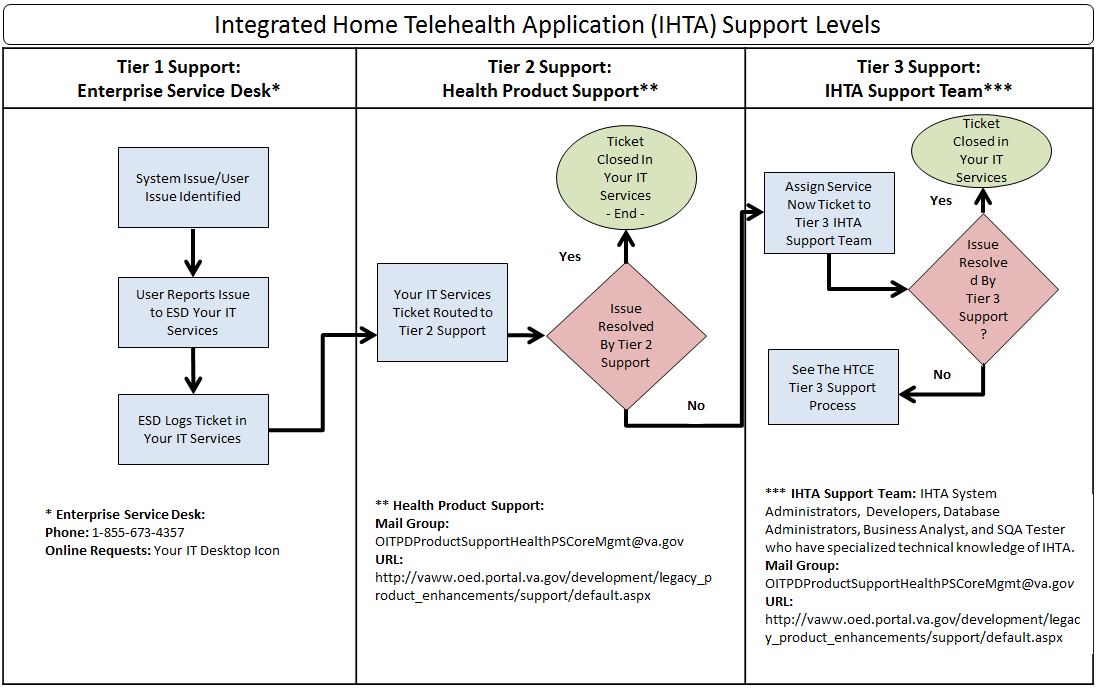 Integrated Home Telehealth Application (IHTA) Support Levels
Tier 1 Support:
Enterprise Service Desk*
System Issue/User
Issue Identified
User Reports Issue
to ESD Your IT
Services
ESD Logs Ticket in
Your IT Services
* Enterprise Service Desk:
Phone: 1-855-673-4357
Online Requests: Your IT Desktop Icon
Tier 2 Support:
Health Product Support**
Ticket
Closed In
Your IT
Services
- End -
Yes
Your IT Services
Ticket Routed to
Tier 2 Support
Issue
Resolved
By Tier 2
Support
No
** Health Product Support:
Mail Group:
OITPDProductSupportHealthPSCoreMgmt@va.gov
URL:
http://vaww.oed.portal.va.gov/development/legacy_p
roduct_enhancements/support/default.aspx
Tier 3 Support:
IHTA Support Team***
Ticket
Closed in
Your IT
Services
Assign Service
Now Ticket to
Tier 3 IHTA
Support Team
Yes
Issue
Resolve
d By
Tier 3
Support
?
No
See The HTCE
Tier 3 Support
Process
*** IHTA Support Team: IHTA System
Administrators, Developers, Database
Administrators, Business Analyst, and SQA Tester
who have specialized technical knowledge of IHTA.
Mail Group:
OITPDProductSupportHealthPSCoreMgmt@va.gov
URL:
http://vaww.oed.portal.va.gov/development/legac
y_product_enhancements/support/default.aspx